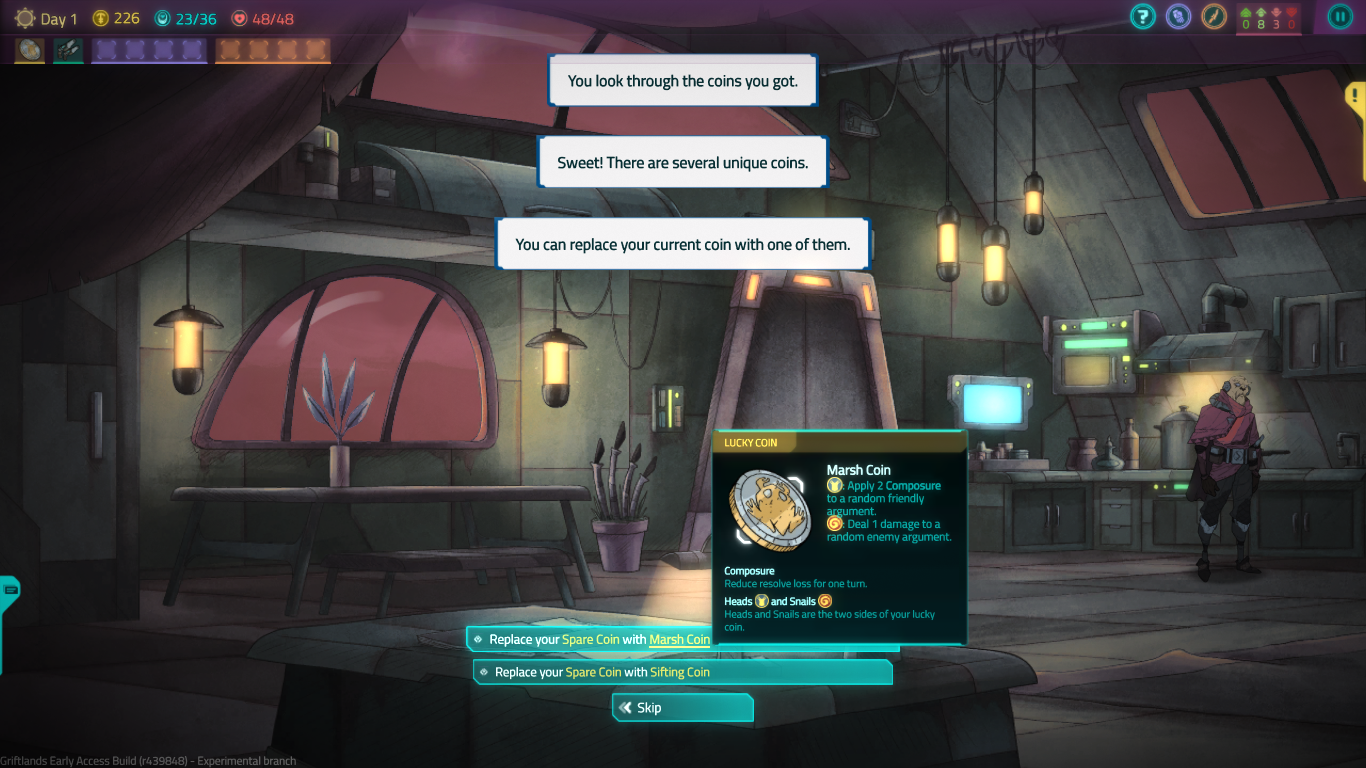 Day 1 226 23/36 48/48
0 8 3 0
You look through the coins you got.
Sweet! There are several unique coins.
You can replace your current coin with one of them.
LUCKY COIN
Marsh Coin
: Apply 2 Composure
to a random friendly
argument.
: Deal 1 damage to a
random enemy argument.
Composure
Reduce resolve loss for one turn.
Heads and Snails
Heads and Snails are the two sides of your lucky
coin.
Replace your Spare Coin with Marsh Coin
Replace your Spare Coin with Sifting Coin
Skip
Griftlands Early Access Build (r439848) - Experimental branch